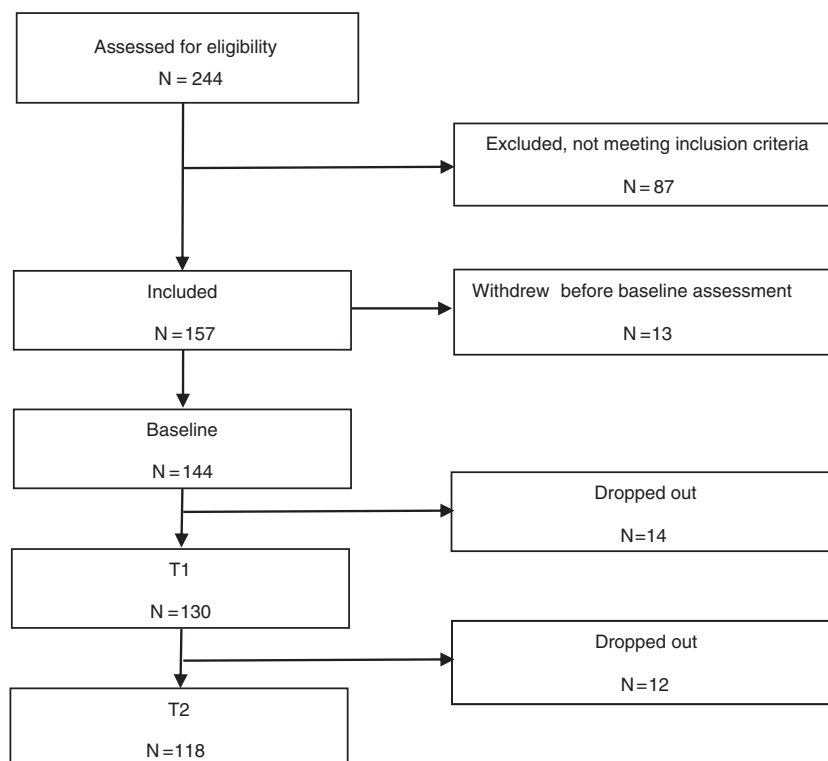 Assessed for eligibility
N = 244
Excluded, not meeting inclusion criteria
N = 87
Included
N = 157
Withdrew before baseline assessment
N=13
Baseline
N = 144
Dropped out
N=14
T1
N = 130
Dropped out
N=12
T2
N=118